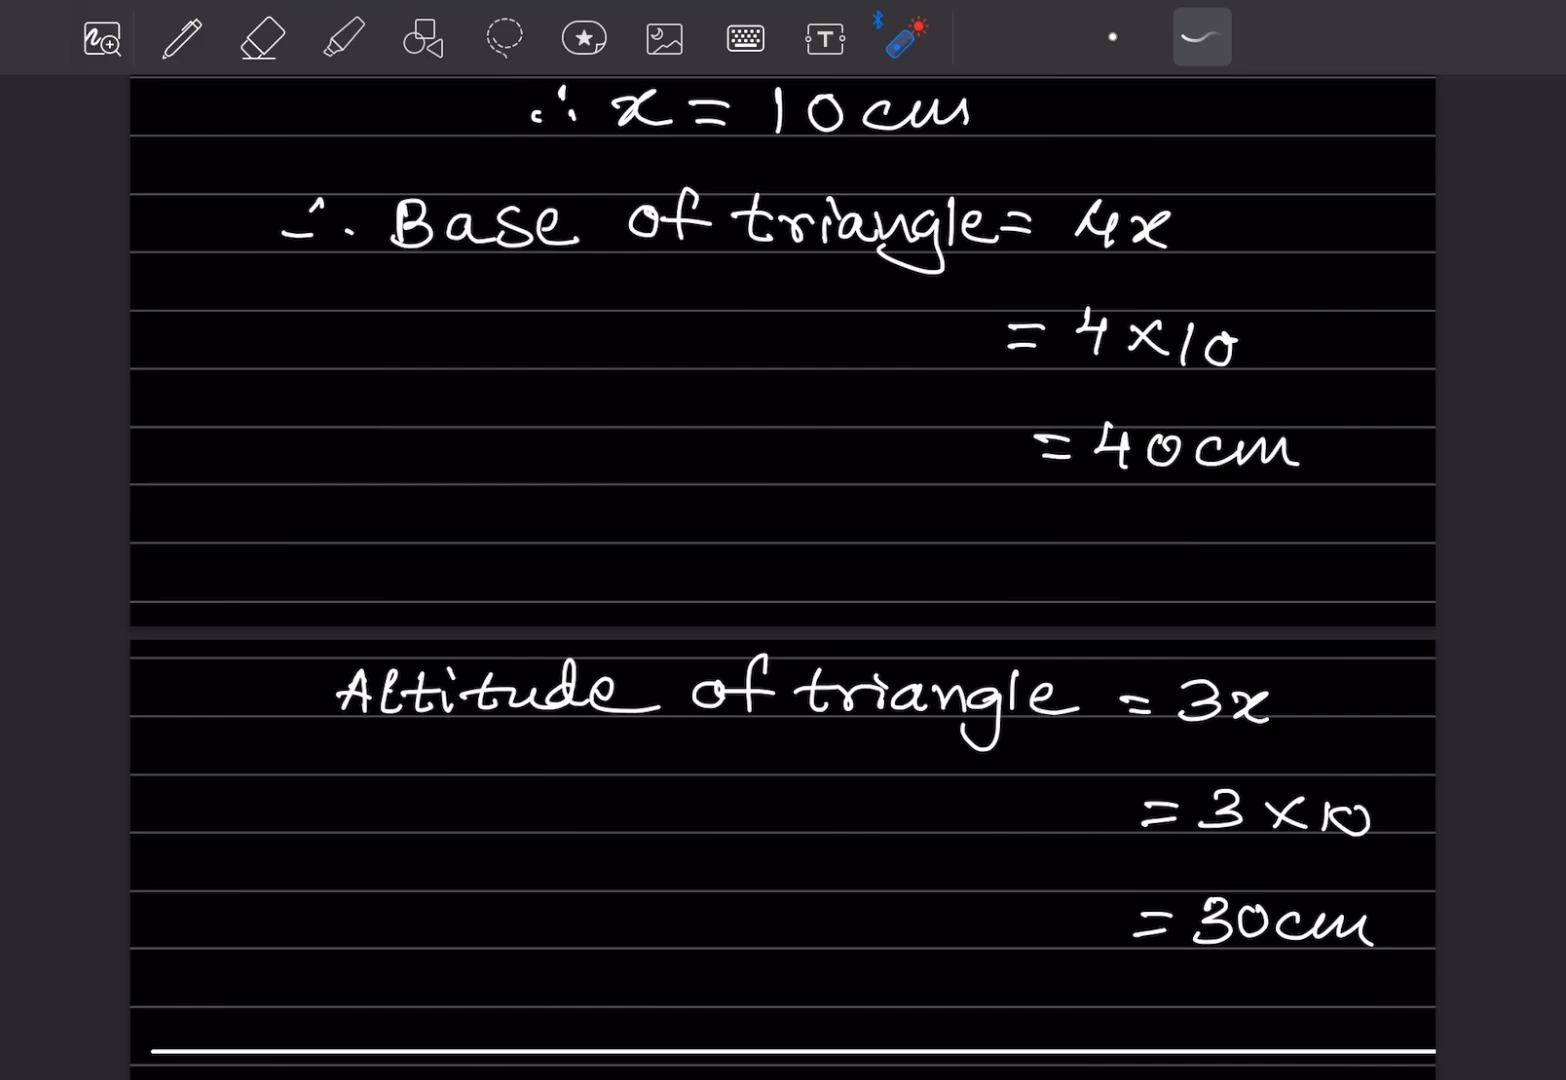 ∴ x = 10 cm
∴ Base of triangle = 4x
= 4 × 10
= 40 cm
Altitude of triangle = 3x
= 3 × 10
= 30 cm